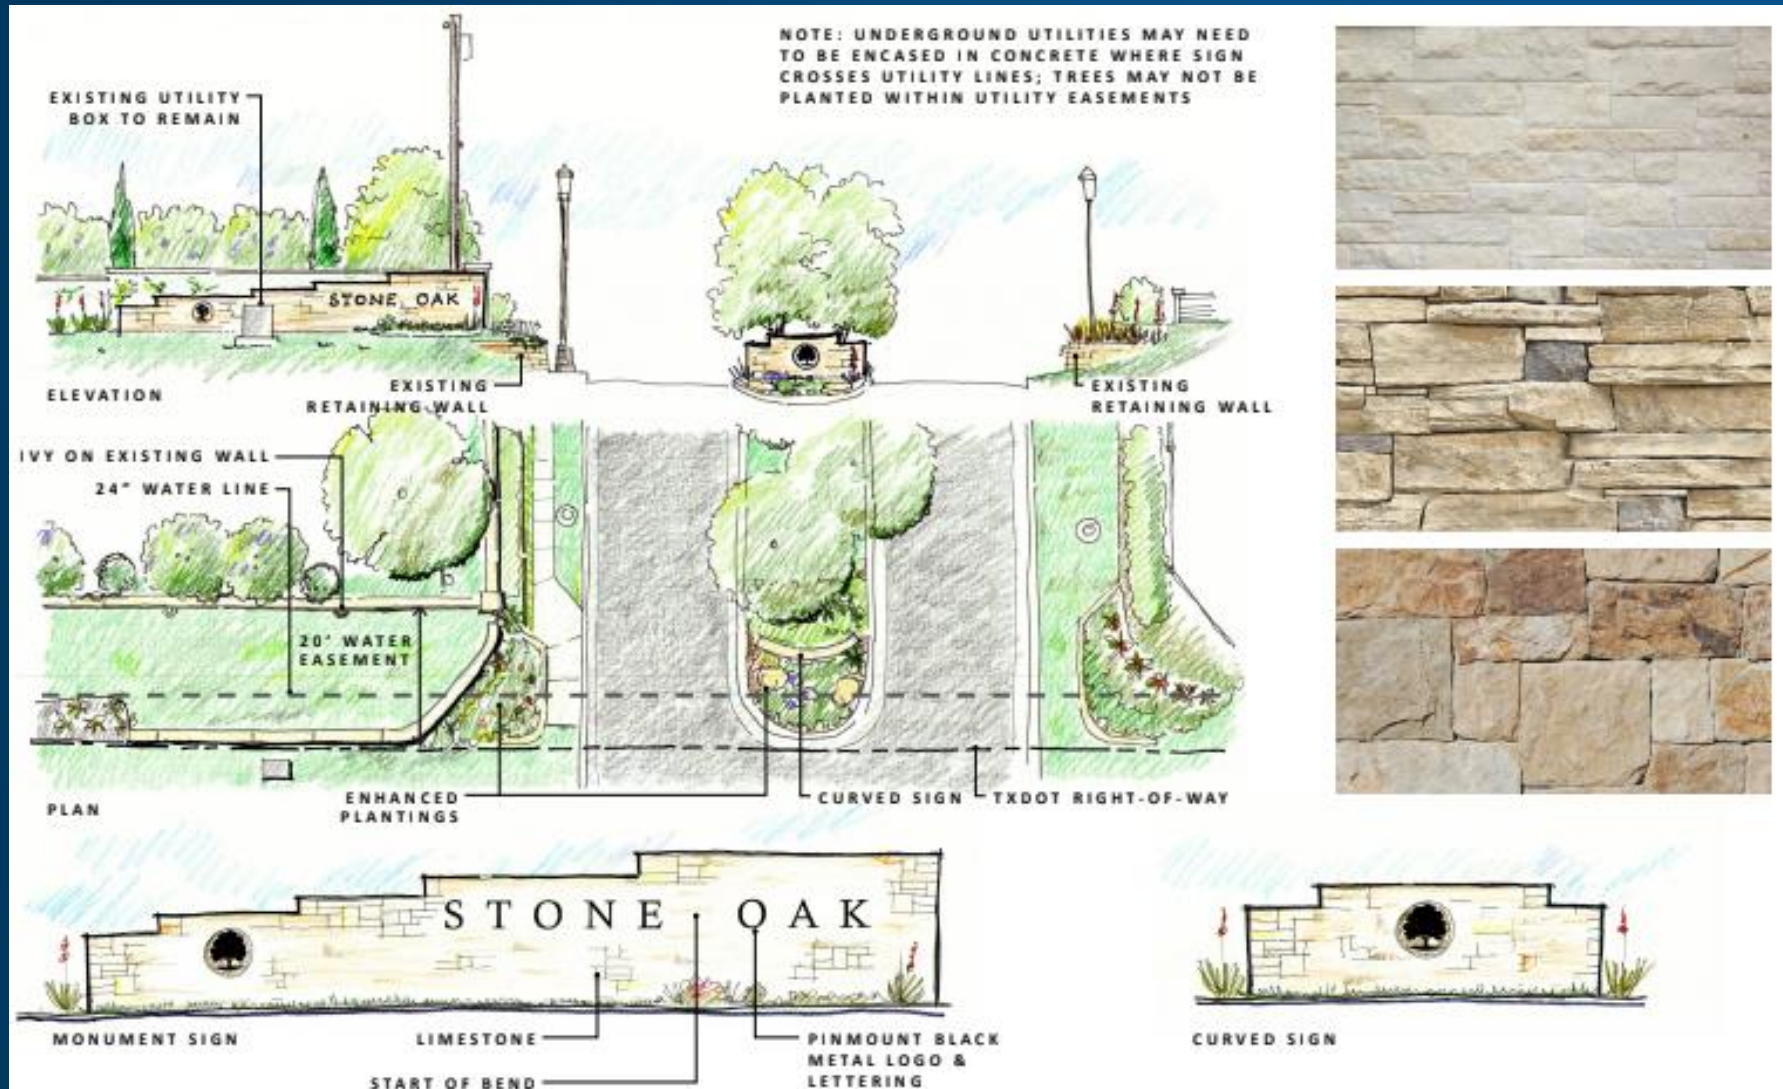 NOTE: UNDERGROUND UTILITIES MAY NEED
TO BE ENCASED IN CONCRETE WHERE SIGN
CROSSES UTILITY LINES; TREES MAY NOT BE
PLANTED WITHIN UTILITY EASEMENTS
EXISTING UTILITY
BOX TO REMAIN
STONE OAK
ELEVATION
EXISTING
RETAINING WALL
EXISTING
RETAINING WALL
IVY ON EXISTING WALL
24" WATER LINE
20' WATER
EASEMENT
PLAN
ENHANCED
PLANTINGS
CURVED SIGN
TXDOT RIGHT-OF-WAY
STONE OAK
MONUMENT SIGN
LIMESTONE
START OF BEND
PINMOUNT BLACK
METAL LOGO &
LETTERING
CURVED SIGN